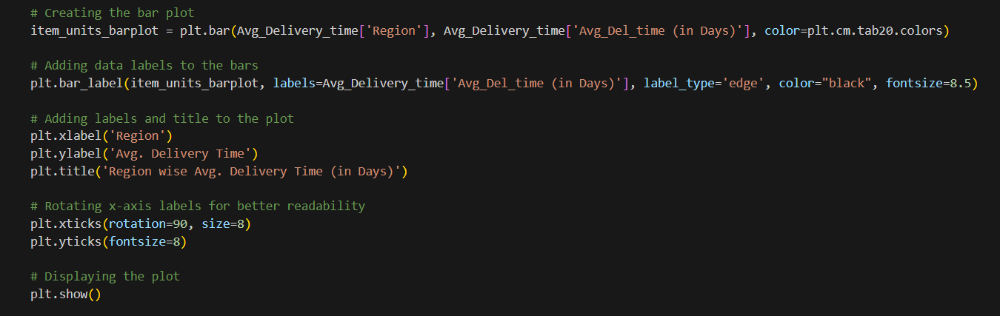 # Creating the bar plot
item_units_barplot = plt.bar(Avg_Delivery_time['Region'], Avg_Delivery_time['Avg_Del_time (in Days)'], color=plt.cm.tab20.colors)
# Adding data labels to the bars
plt.bar_label(item_units_barplot, labels=Avg_Delivery_time['Avg_Del_time (in Days)'], label_type='edge', color="black", fontsize=8.5)
# Adding labels and title to the plot
plt.xlabel('Region')
plt.ylabel('Avg. Delivery Time')
plt.title('Region wise Avg. Delivery Time (in Days)')
# Rotating x-axis labels for better readability
plt.xticks(rotation=90, size=8)
plt.yticks(fontsize=8)
# Displaying the plot
plt.show()